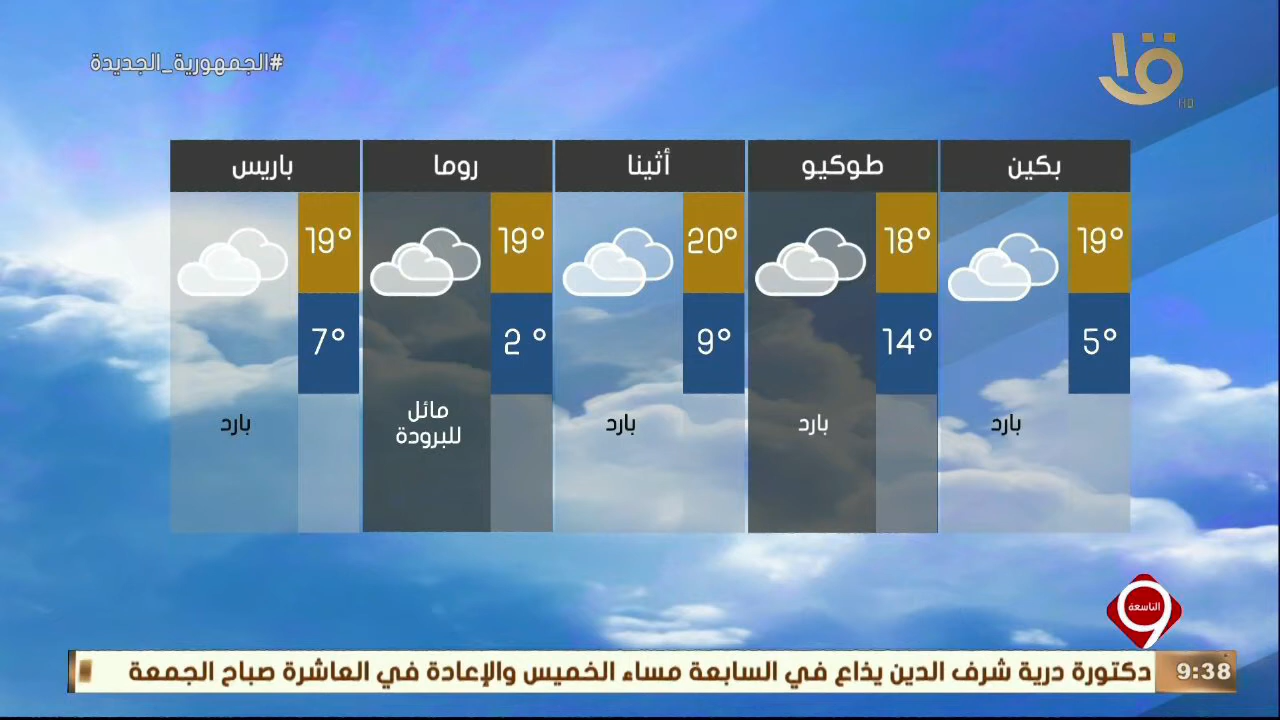 #الجمهورية_الجديدة
HD
بكين
19°
5°
بارد
طوكيو
18°
14°
بارد
أثينا
20°
9°
بارد
روما
19°
2 °
مائل
للبرودة
باريس
19°
7°
بارد
التاسعة
9
9:38
دكتورة درية شرف الدين يذاع في السابعة مساء الخميس والإعادة في العاشرة صباح الجمعة